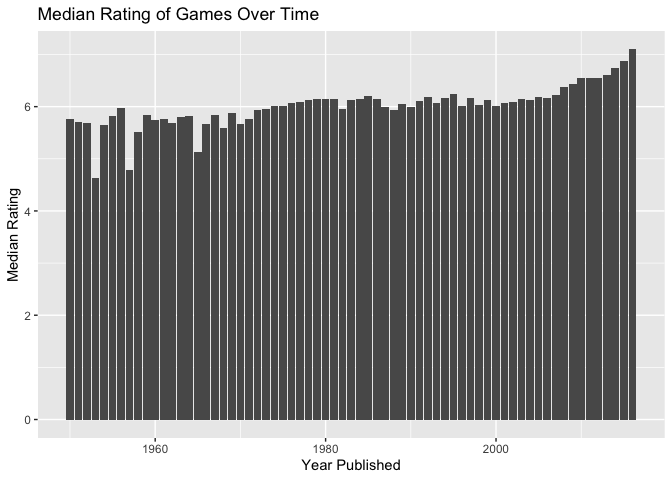 Median Rating of Games Over Time
Median Rating
6
4
2
0
1960 1980 2000
Year Published